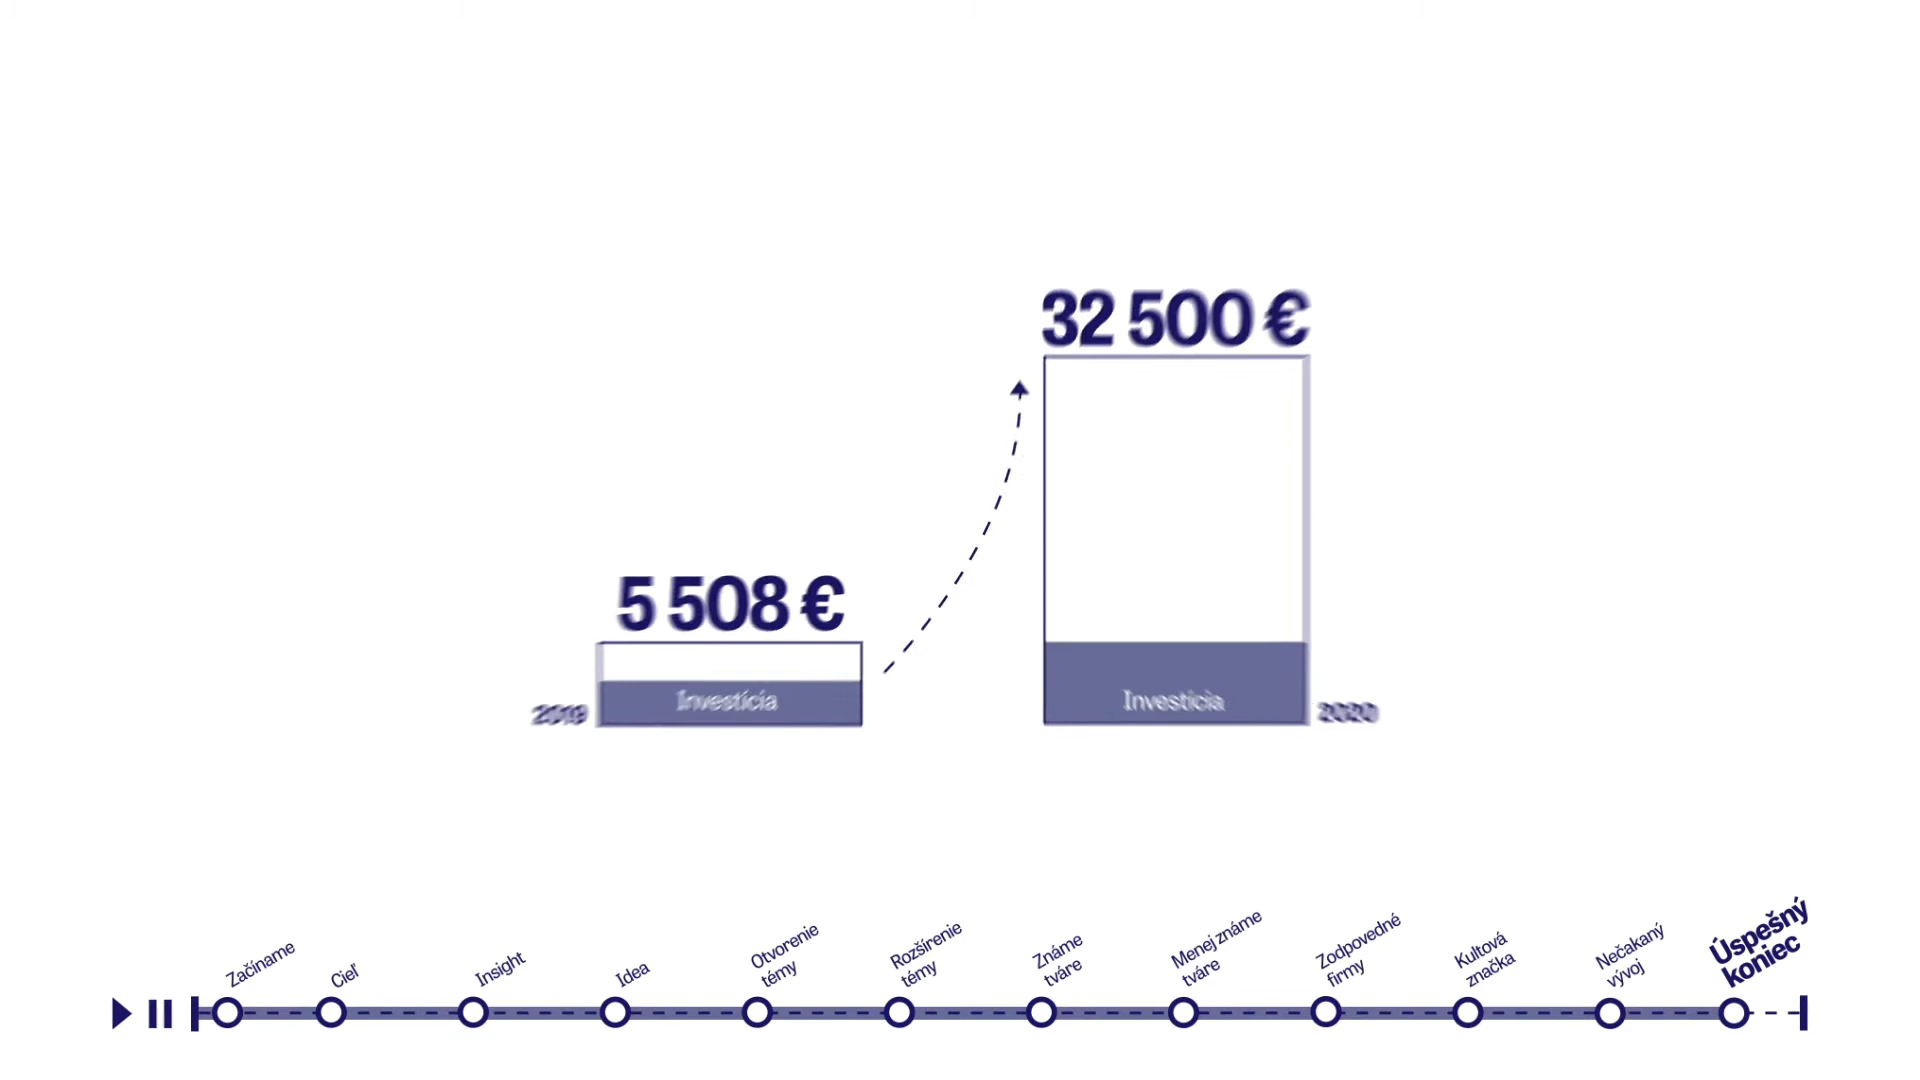 32 500 €
5 508 €
Investícia
Investícia
2019
2020
Začíname
Cieľ
Insight
Idea
Otvorenie
témy
Rozšírenie
témy
Známe
tváre
Menej známe
tváre
Zodpovedné
firmy
Kultová
značka
Nečakaný
vývoj
Úspešný
koniec